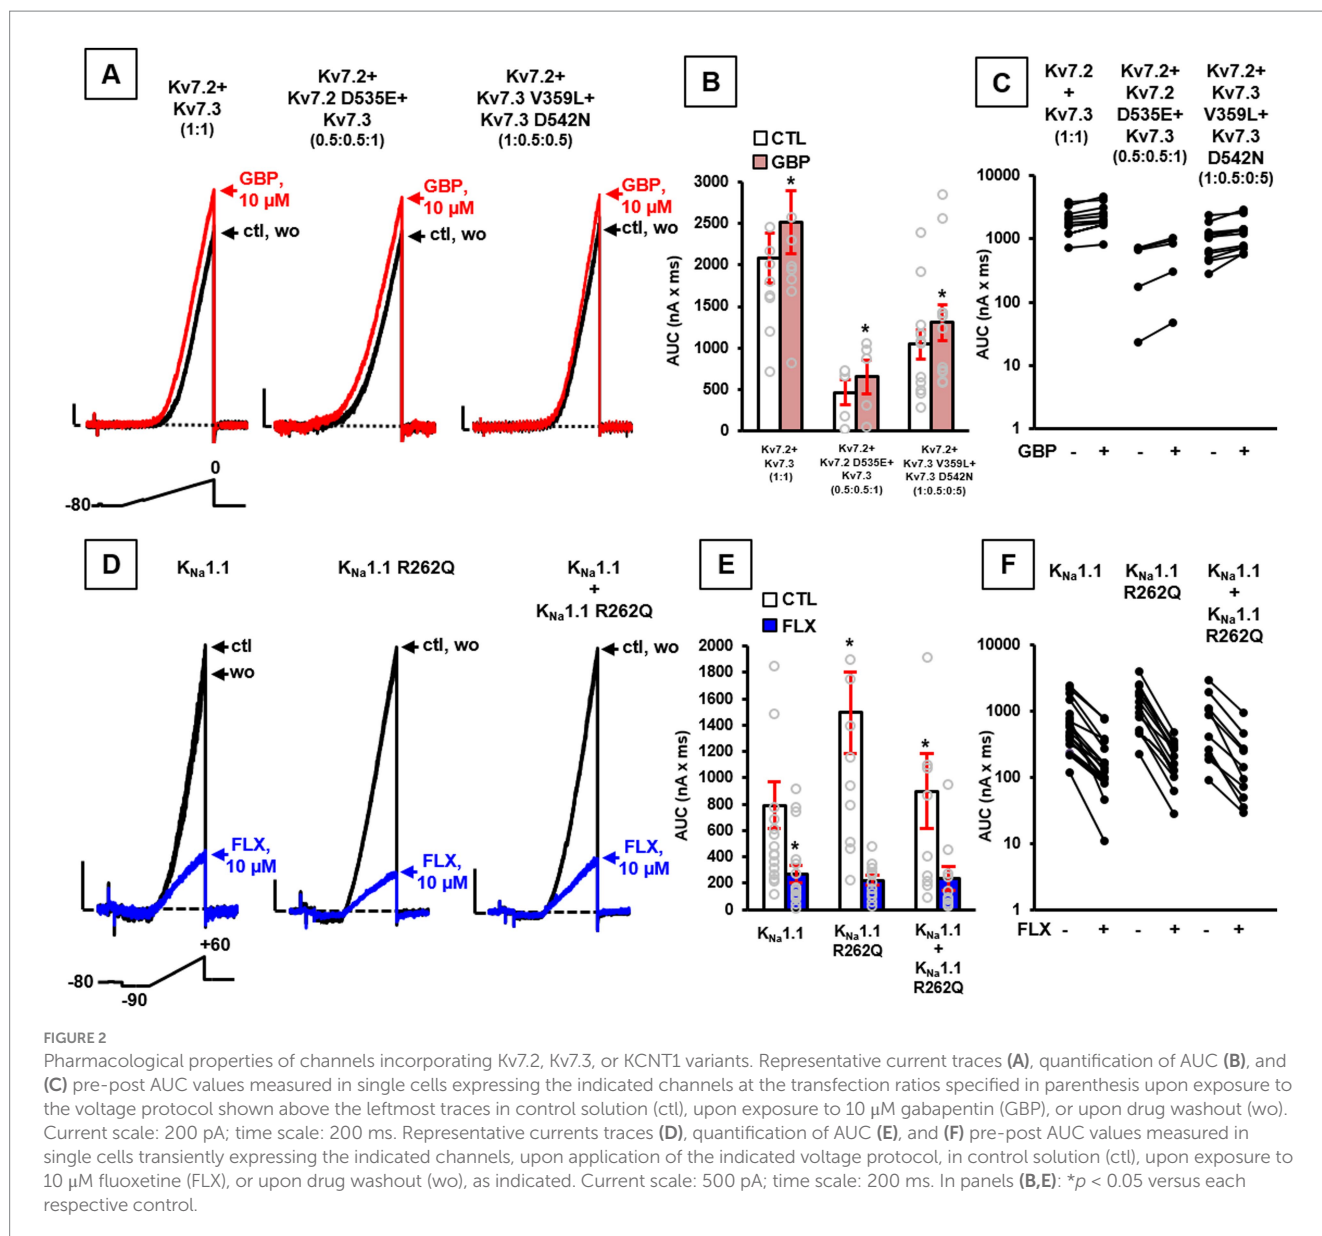 A
Kv7.2+
Kv7.3
(1:1)
Kv7.2+
Kv7.2 D535E+
Kv7.3
(0.5:0.5:1)
Kv7.2+
Kv7.3 V359L+
Kv7.3 D542N
(1:0.5:0.5)
GBP,
10 µM
ctl, wo
GBP,
10 µM
ctl, wo
GBP,
10 µM
ctl, wo
0
-80
B
CTL
GBP
AUC (nA x ms)
3000
2500
2000
1500
1000
500
0
*
*
*
Kv7.2+
Kv7.3
(1:1)
Kv7.2+
Kv7.2 D535E+
Kv7.3
(0.5:0.5:1)
Kv7.2+
Kv7.3 V359L+
Kv7.3 D542N
(1:0.5:0:5)
C
Kv7.2
+
Kv7.3
(1:1)
Kv7.2+
Kv7.2
D535E+
Kv7.3
(0.5:0.5:1)
Kv7.2+
Kv7.3
V359L+
Kv7.3
D542N
(1:0.5:0:5)
AUC (nA x ms)
10000
1000
100
10
1
GBP - + - + - +
D
KNa1.1
KNa1.1 R262Q
KNa1.1
+
KNa1.1 R262Q
ctl
wo
FLX,
10 µM
ctl, wo
FLX,
10 µM
ctl, wo
FLX,
10 µM
+60
-80
-90
E
CTL
FLX
AUC (nA x ms)
2000
1800
1600
1400
1200
1000
800
600
400
200
0
*
*
*
KNa1.1
KNa1.1
R262Q
KNa1.1
+
KNa1.1
R262Q
F
KNa1.1
KNa1.1
R262Q
KNa1.1
+
KNa1.1
R262Q
AUC (nA x ms)
10000
1000
100
10
1
FLX - + - + - +
FIGURE 2
Pharmacological properties of channels incorporating Kv7.2, Kv7.3, or KCNT1 variants. Representative current traces (A), quantification of AUC (B), and
(C) pre-post AUC values measured in single cells expressing the indicated channels at the transfection ratios specified in parenthesis upon exposure to
the voltage protocol shown above the leftmost traces in control solution (ctl), upon exposure to 10 µM gabapentin (GBP), or upon drug washout (wo).
Current scale: 200 pA; time scale: 200 ms. Representative currents traces (D), quantification of AUC (E), and (F) pre-post AUC values measured in
single cells transiently expressing the indicated channels, upon application of the indicated voltage protocol, in control solution (ctl), upon exposure to
10 µM fluoxetine (FLX), or upon drug washout (wo), as indicated. Current scale: 500 pA; time scale: 200 ms. In panels (B,E): *p < 0.05 versus each
respective control.